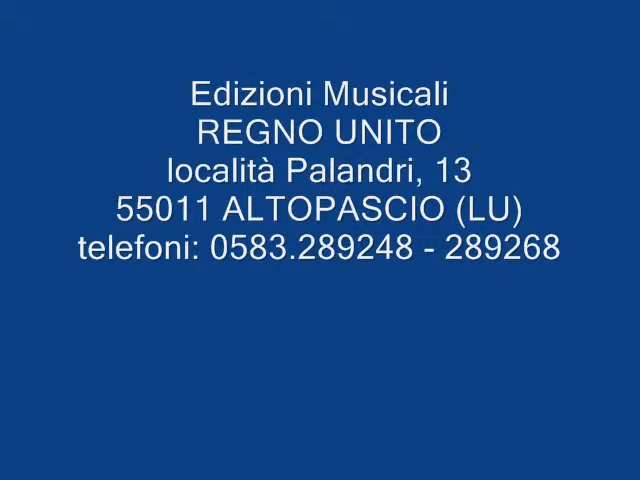 Edizioni Musicali
REGNO UNITO
località Palandri, 13
55011 ALTOPASCIO (LU)
telefoni: 0583.289248 - 289268